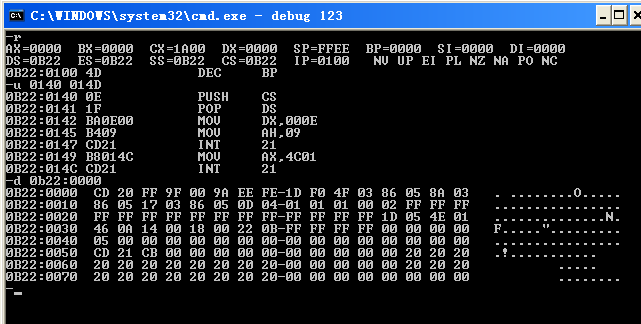 C:\WINDOWS\system32\cmd.exe - debug 123
-r
AX=0000  BX=0000  CX=1A00  DX=0000  SP=FFEE  BP=0000  SI=0000  DI=0000
DS=0B22  ES=0B22  SS=0B22  CS=0B22  IP=0100   NV UP EI PL NZ NA PO NC
0B22:0100 4D            DEC     BP
-u 0140 014D
0B22:0140 0E            PUSH    CS
0B22:0141 1F            POP     DS
0B22:0142 BA0E00        MOV     DX,000E
0B22:0145 B409          MOV     AH,09
0B22:0147 CD21          INT     21
0B22:0149 B8014C        MOV     AX,4C01
0B22:014C CD21          INT     21
-d 0b22:0000
0B22:0000  CD 20 FF 9F 00 9A EE FE-1D F0 4F 03 86 05 8A 03   . ........O.....
0B22:0010  86 05 17 03 86 05 0D 04-01 01 01 00 02 FF FF FF   ................
0B22:0020  FF FF FF FF FF FF FF FF-FF FF FF FF 1D 05 4E 01   ..............N.
0B22:0030  46 0A 14 00 18 00 22 0B-FF FF FF FF 00 00 00 00   F.....".........
0B22:0040  05 00 00 00 00 00 00 00-00 00 00 00 00 00 00 00   ................
0B22:0050  CD 21 CB 00 00 00 00 00-00 00 00 00 00 20 20 20   .!...........
0B22:0060  20 20 20 20 20 20 20 20-00 00 00 00 00 20 20 20           .....
0B22:0070  20 20 20 20 20 20 20 20-00 00 00 00 00 00 00 00           ........
-